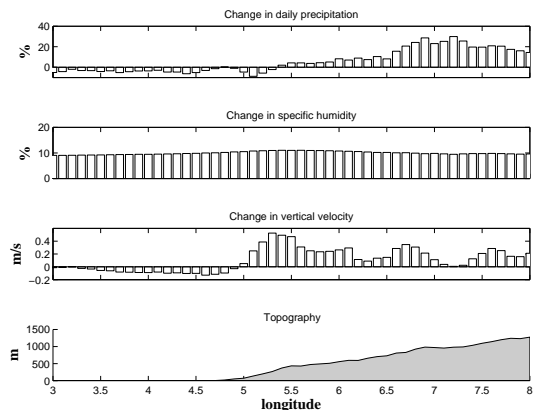 Change in daily precipitation
40
20
0
%
Change in specific humidity
20
10
0
%
Change in vertical velocity
0.4
0.2
0
−0.2
m/s
Topography
1500
1000
500
0
m
3 3.5 4 4.5 5 5.5 6 6.5 7 7.5 8
longitude